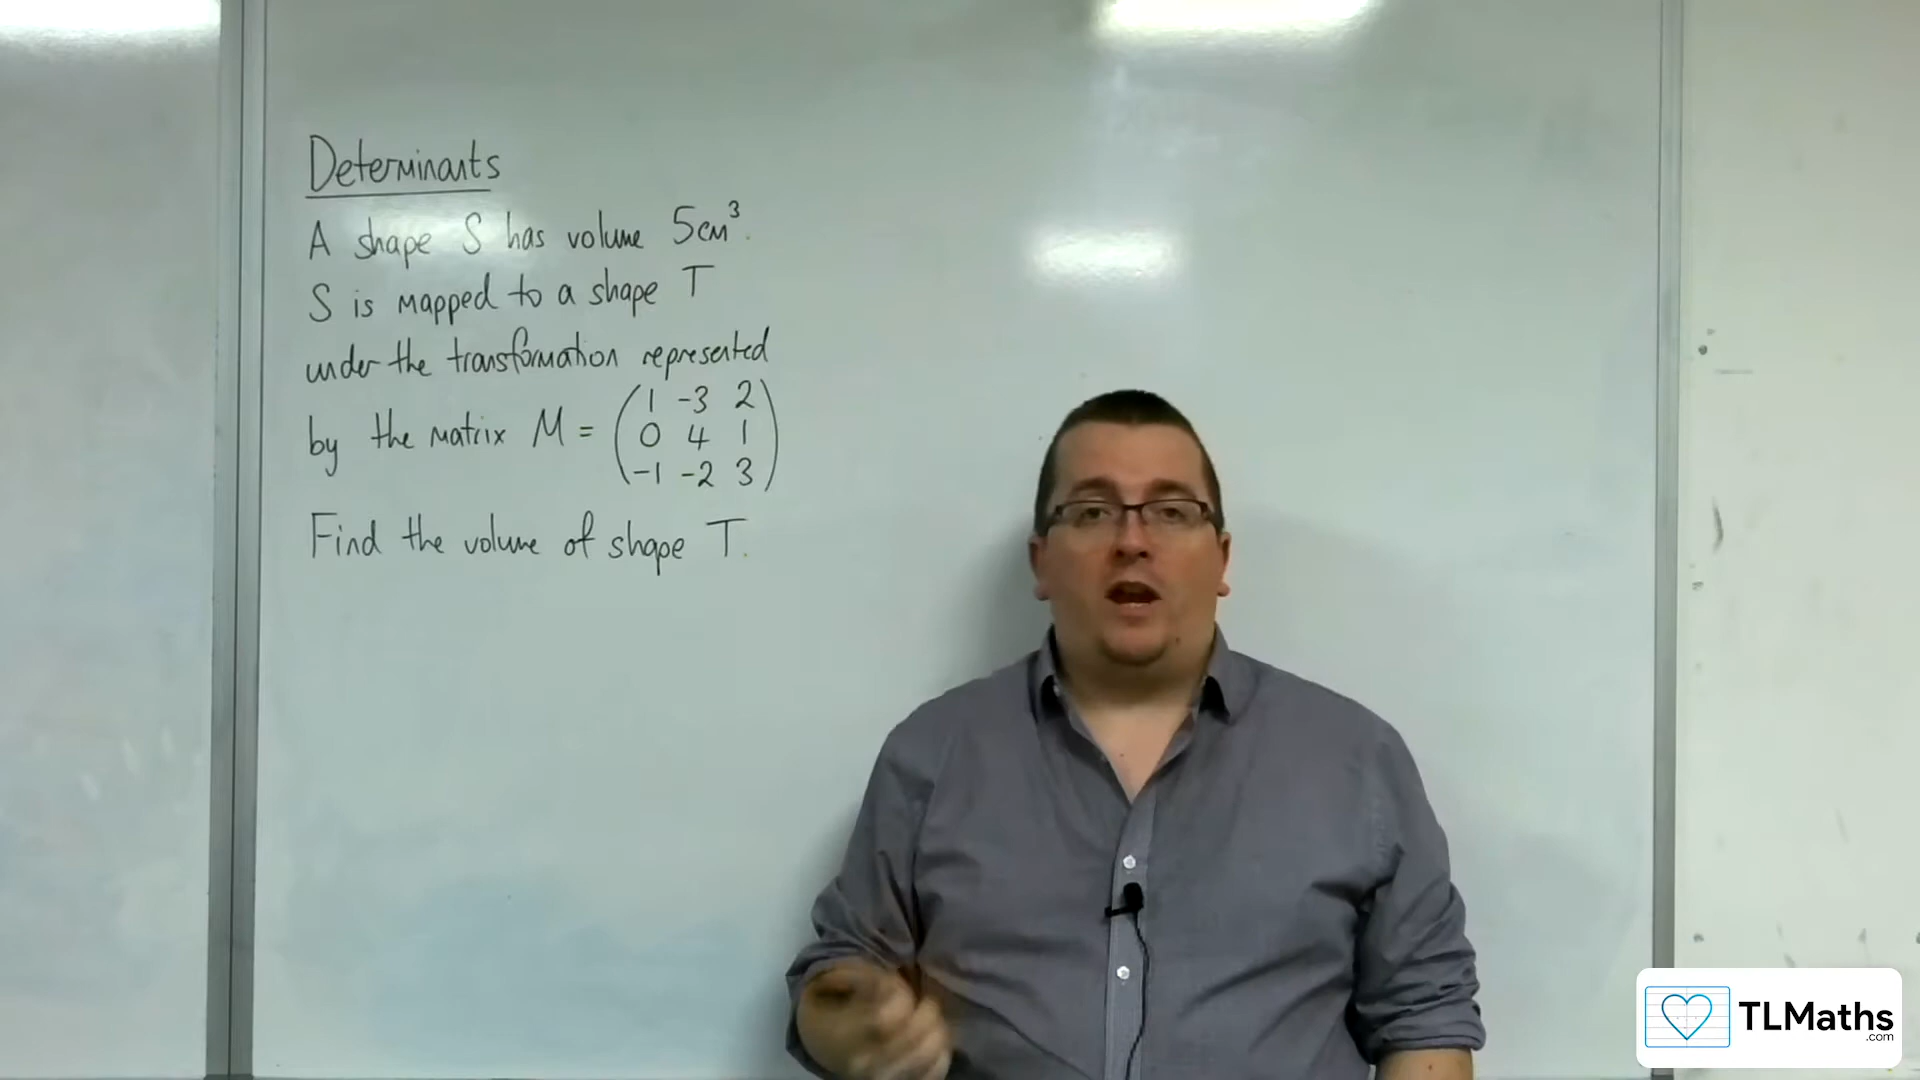 Determinants
A shape S has volume 5cm³.
S is mapped to a shape T
under the transformation represented
by the matrix M = (1 -3 2
0 4 1
-1 -2 3)
Find the volume of shape T.
TLMaths
.com